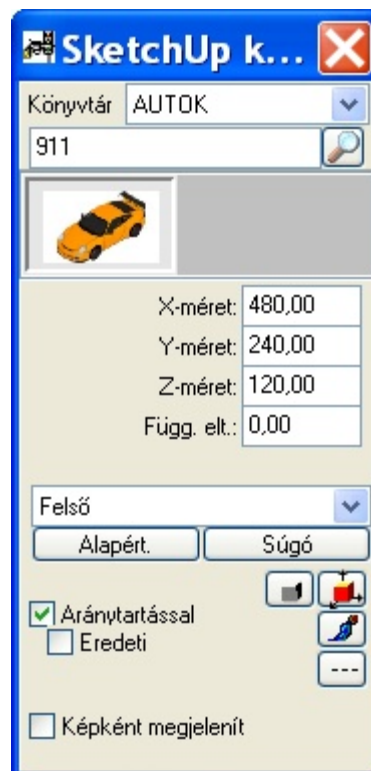 SketchUp k...
Könyvtár AUTOK
911
X-méret: 480,00
Y-méret: 240,00
Z-méret: 120,00
Függ. elt.: 0,00
Felső
Alapért. Súgó
Aránytartással
Eredeti
---
Képként megjelenít